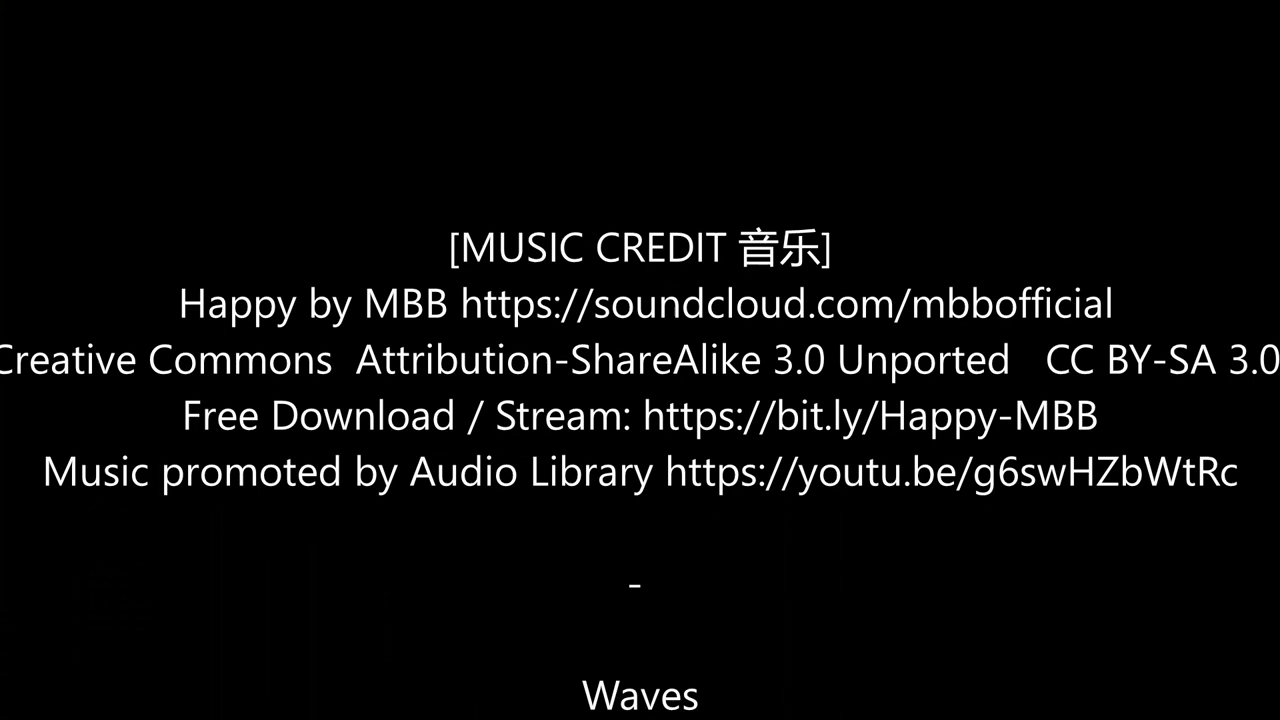 [MUSIC CREDIT 音乐]
Happy by MBB https://soundcloud.com/mbbofficial
Creative Commons  Attribution-ShareAlike 3.0 Unported   CC BY-SA 3.0
Free Download / Stream: https://bit.ly/Happy-MBB
Music promoted by Audio Library https://youtu.be/g6swHZbWtRc
-
Waves